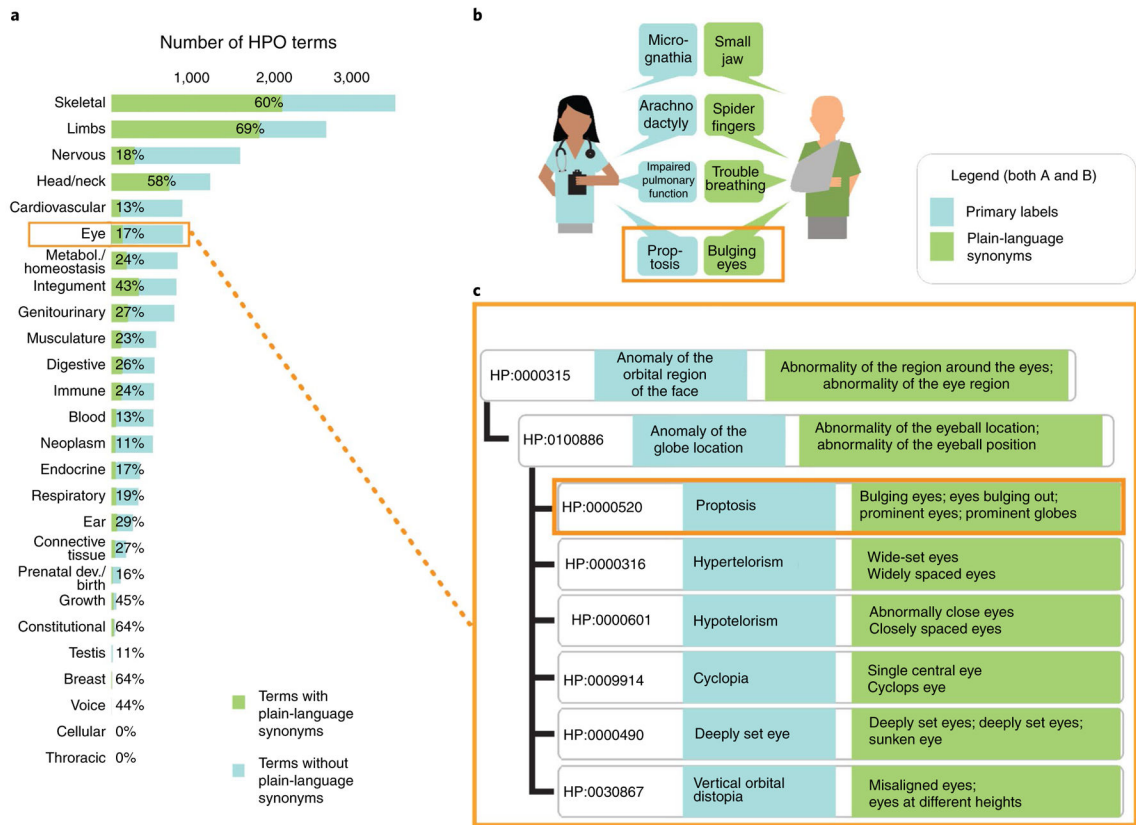 a
Number of HPO terms
1,000 2,000 3,000
Skeletal 60%
Limbs 69%
Nervous 18%
Head/neck 58%
Cardiovascular 13%
Eye 17%
Metabol./
homeostasis 24%
Integument 43%
Genitourinary 27%
Musculature 23%
Digestive 26%
Immune 24%
Blood 13%
Neoplasm 11%
Endocrine 17%
Respiratory 19%
Ear 29%
Connective
tissue 27%
Prenatal dev./
birth 16%
Growth 45%
Constitutional 64%
Testis 11%
Breast 64%
Voice 44%
Cellular 0%
Throracic 0%
Terms with
plain-language
synonyms
Terms without
plain-language
synonyms
b
Micro-
gnathia
Small
jaw
Arachno
dactyly
Spider
fingers
Impaired
pulmonary
function
Trouble
breathing
Prop-
tosis
Bulging
eyes
Legend (both A and B)
Primary labels
Plain-language
synonyms
c
HP:0000315
Anomaly of the
orbital region
of the face
Abnormality of the region around the eyes;
abnormality of the eye region
HP:0100886
Anomaly of the
globe location
Abnormality of the eyeball location;
abnormality of the eyeball position
HP:0000520
Proptosis
Bulging eyes; eyes bulging out;
prominent eyes; prominent globes
HP:0000316
Hypertelorism
Wide-set eyes
Widely spaced eyes
HP:0000601
Hypotelorism
Abnormally close eyes
Closely spaced eyes
HP:0009914
Cyclopia
Single central eye
Cyclops eye
HP:0000490
Deeply set eye
Deeply set eyes; deeply set eyes;
sunken eye
HP:0030867
Vertical orbital
distopia
Misaligned eyes;
eyes at different heights